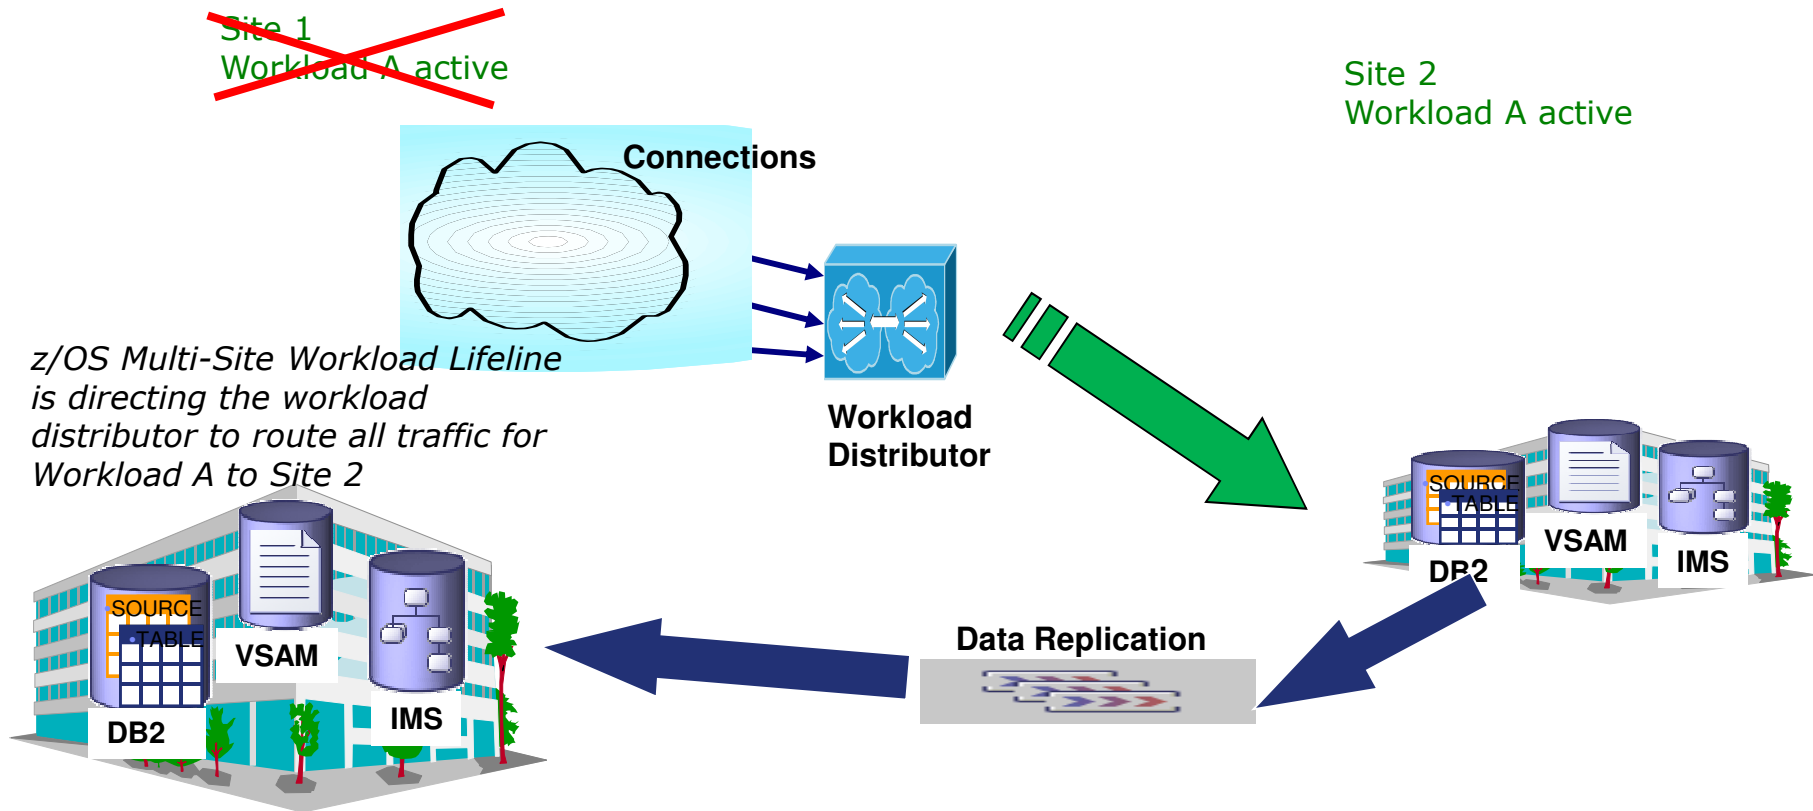 Site 1
Workload A active
Site 2
Workload A active
Connections
Workload
Distributor
z/OS Multi-Site Workload Lifeline
is directing the workload
distributor to route all traffic for
Workload A to Site 2
SOURCE
TABLE
DB2
VSAM
IMS
Data Replication
SOURCE
TABLE
DB2
VSAM
IMS